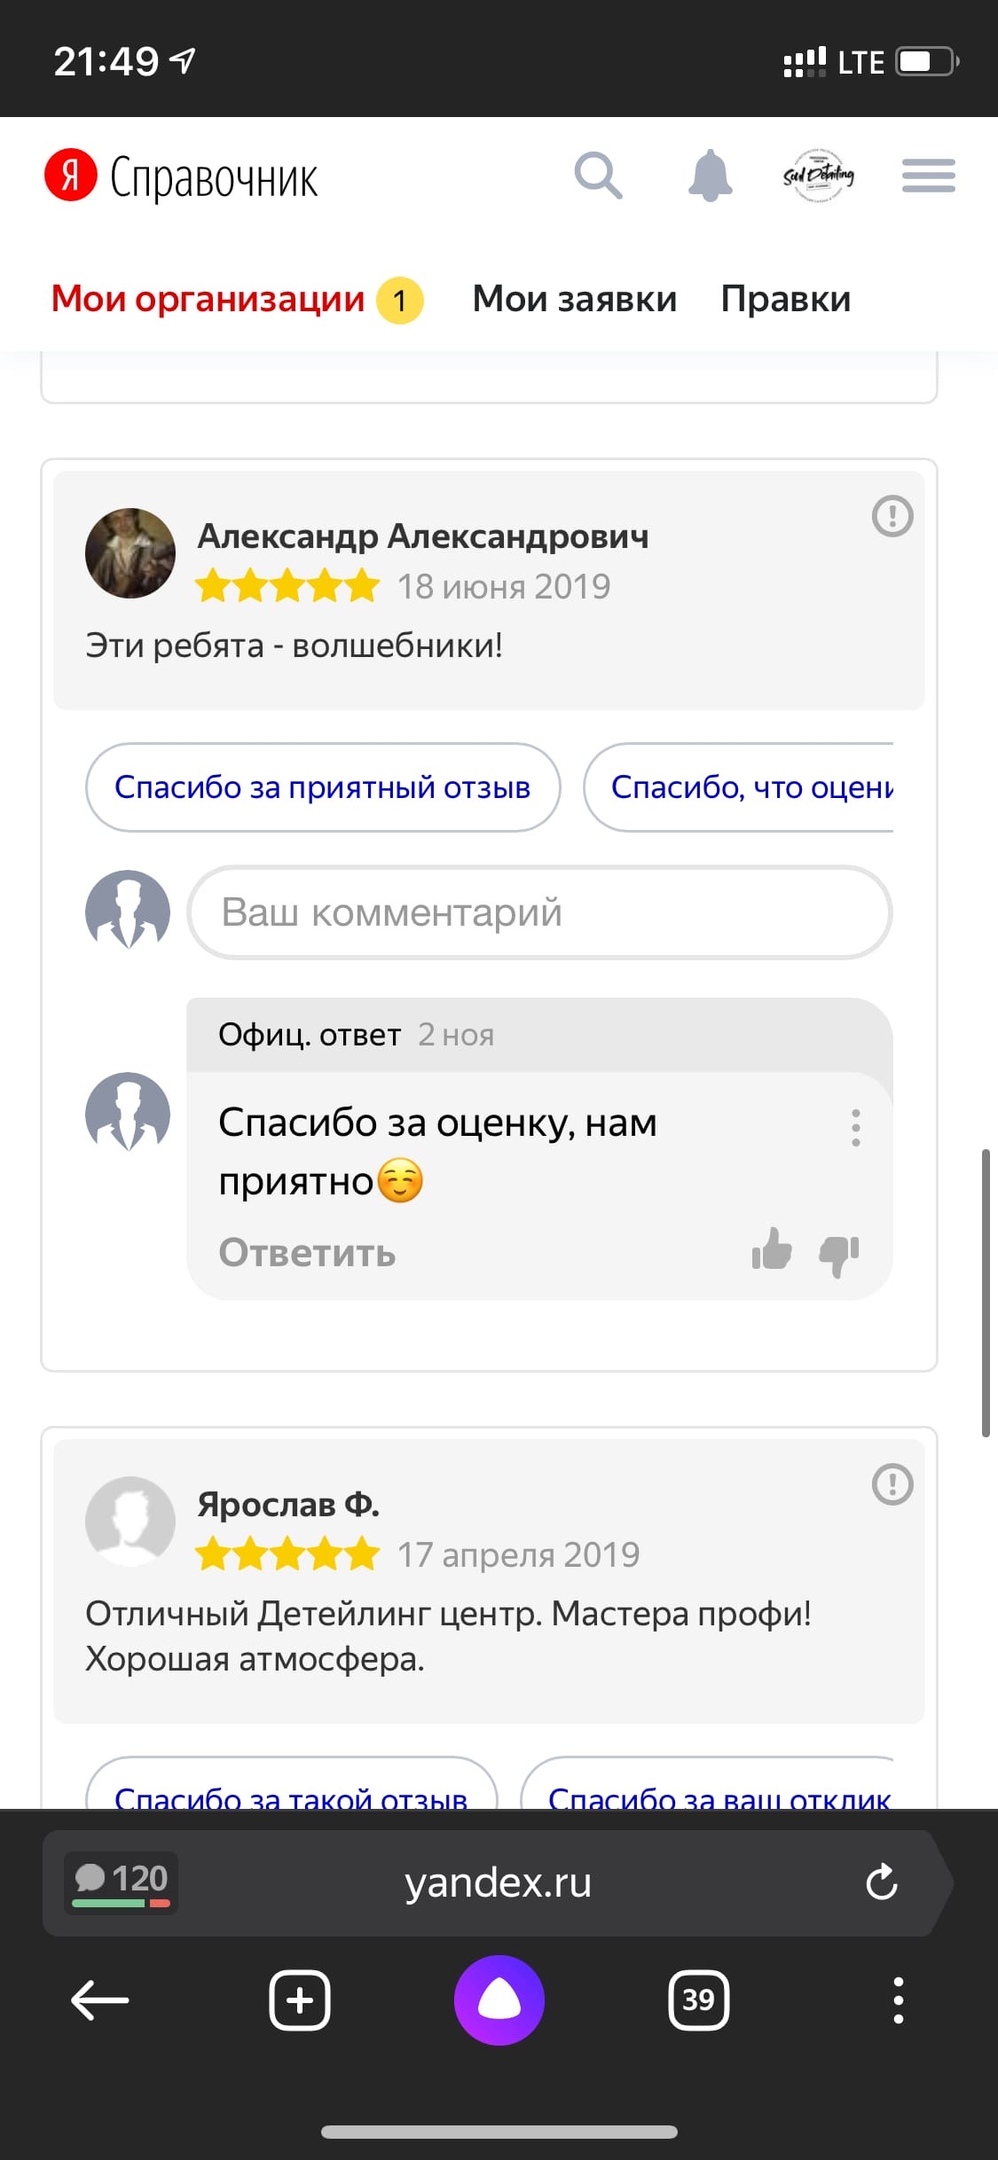 21:49
LTE
Я Справочник
Sold Detailing
Мои организации 1 Мои заявки Правки
Александр Александрович
18 июня 2019
Эти ребята - волшебники!
Спасибо за приятный отзыв
Спасибо, что оцени
Ваш комментарий
Офиц. ответ 2 ноя
Спасибо за оценку, нам
приятно☺️
Ответить
Ярослав Ф.
17 апреля 2019
Отличный Детейлинг центр. Мастера профи!
Хорошая атмосфера.
Спасибо за такой отзыв
Спасибо за ваш отклик
120
yandex.ru
39